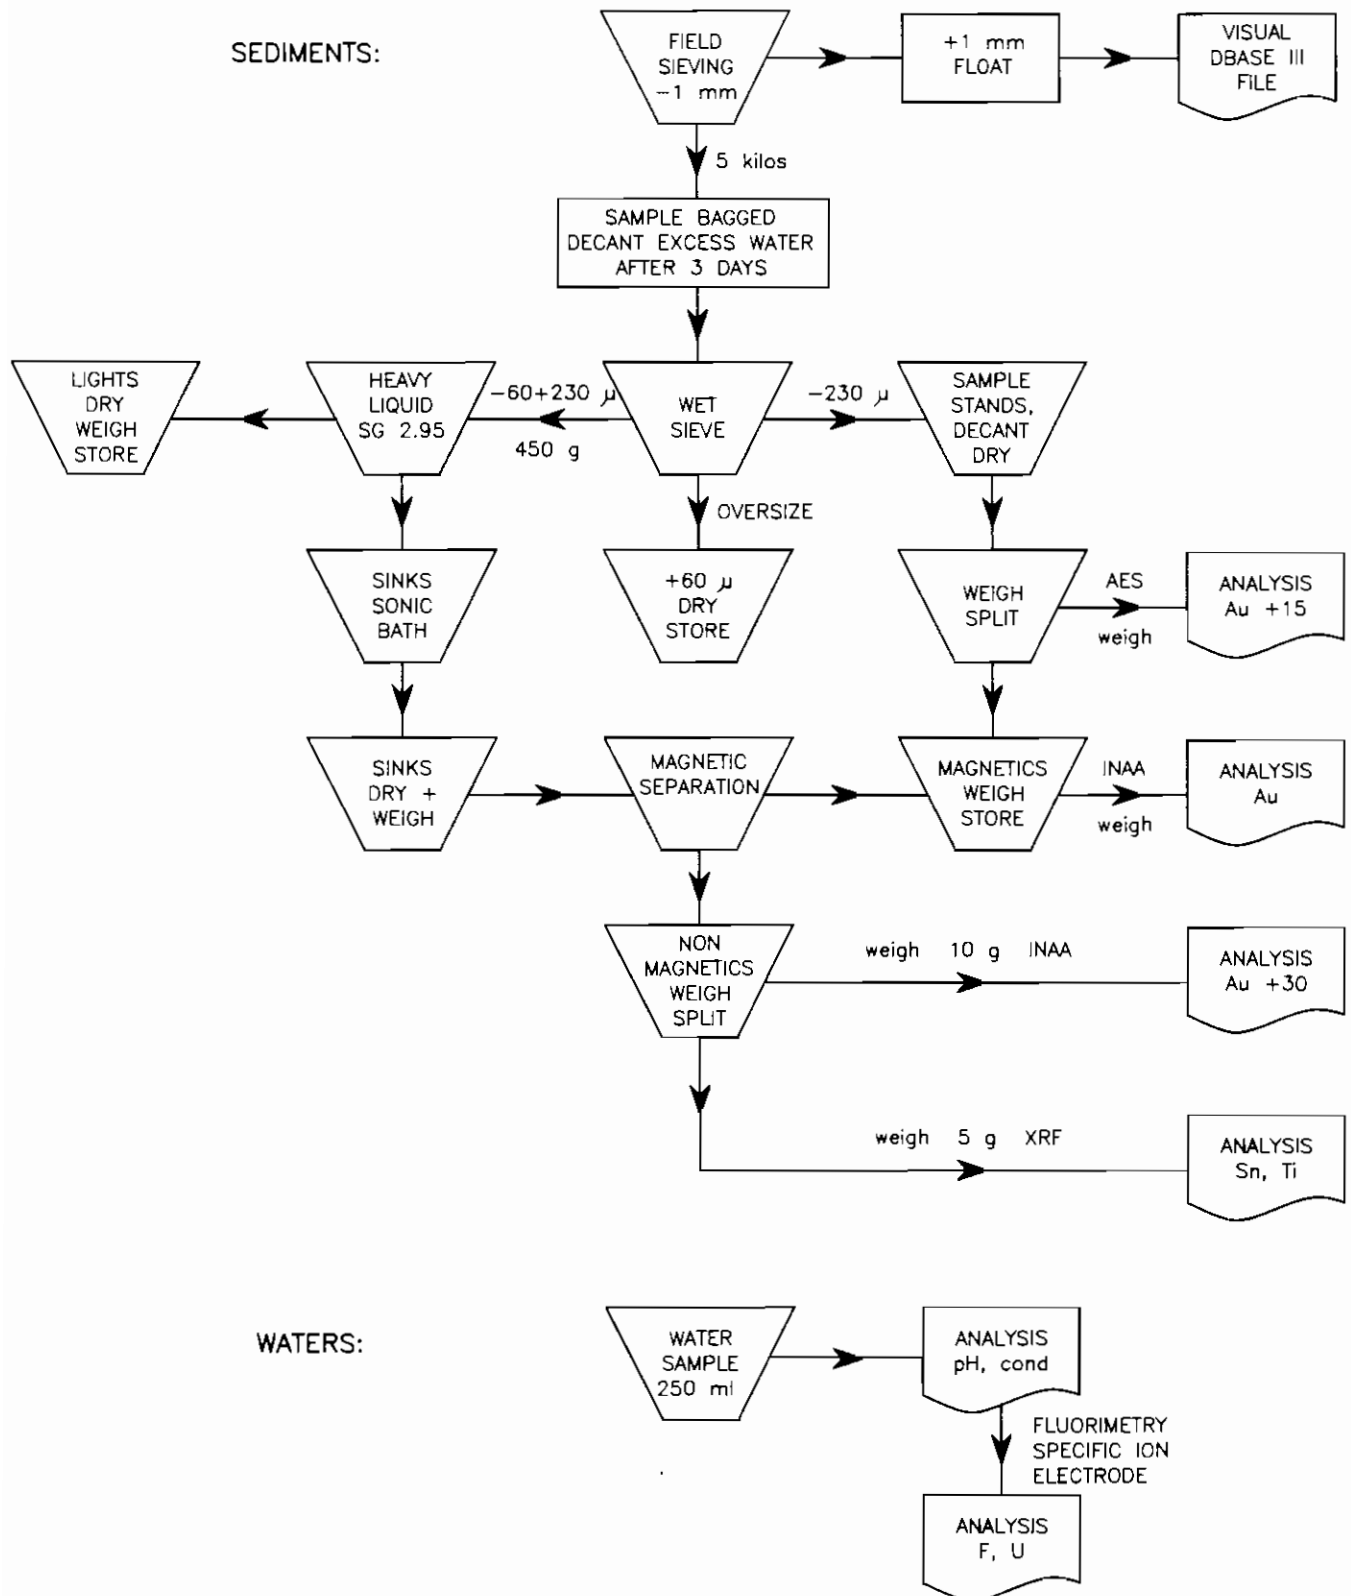 SEDIMENTS:
FIELD
SIEVING
-1 mm
+1 mm
FLOAT
VISUAL
DBASE III
FILE
5 kilos
SAMPLE BAGGED
DECANT EXCESS WATER
AFTER 3 DAYS
LIGHTS
DRY
WEIGH
STORE
HEAVY
LIQUID
SG 2.95
-60+230 µ
450 g
WET
SIEVE
-230 µ
SAMPLE
STANDS,
DECANT
DRY
OVERSIZE
SINKS
SONIC
BATH
+60 µ
DRY
STORE
WEIGH
SPLIT
AES
weigh
ANALYSIS
Au +15
SINKS
DRY +
WEIGH
MAGNETIC
SEPARATION
MAGNETICS
WEIGH
STORE
INAA
weigh
ANALYSIS
Au
NON
MAGNETICS
WEIGH
SPLIT
weigh 10 g INAA
ANALYSIS
Au +30
weigh 5 g XRF
ANALYSIS
Sn, Ti
WATERS:
WATER
SAMPLE
250 ml
ANALYSIS
pH, cond
FLUORIMETRY
SPECIFIC ION
ELECTRODE
ANALYSIS
F, U